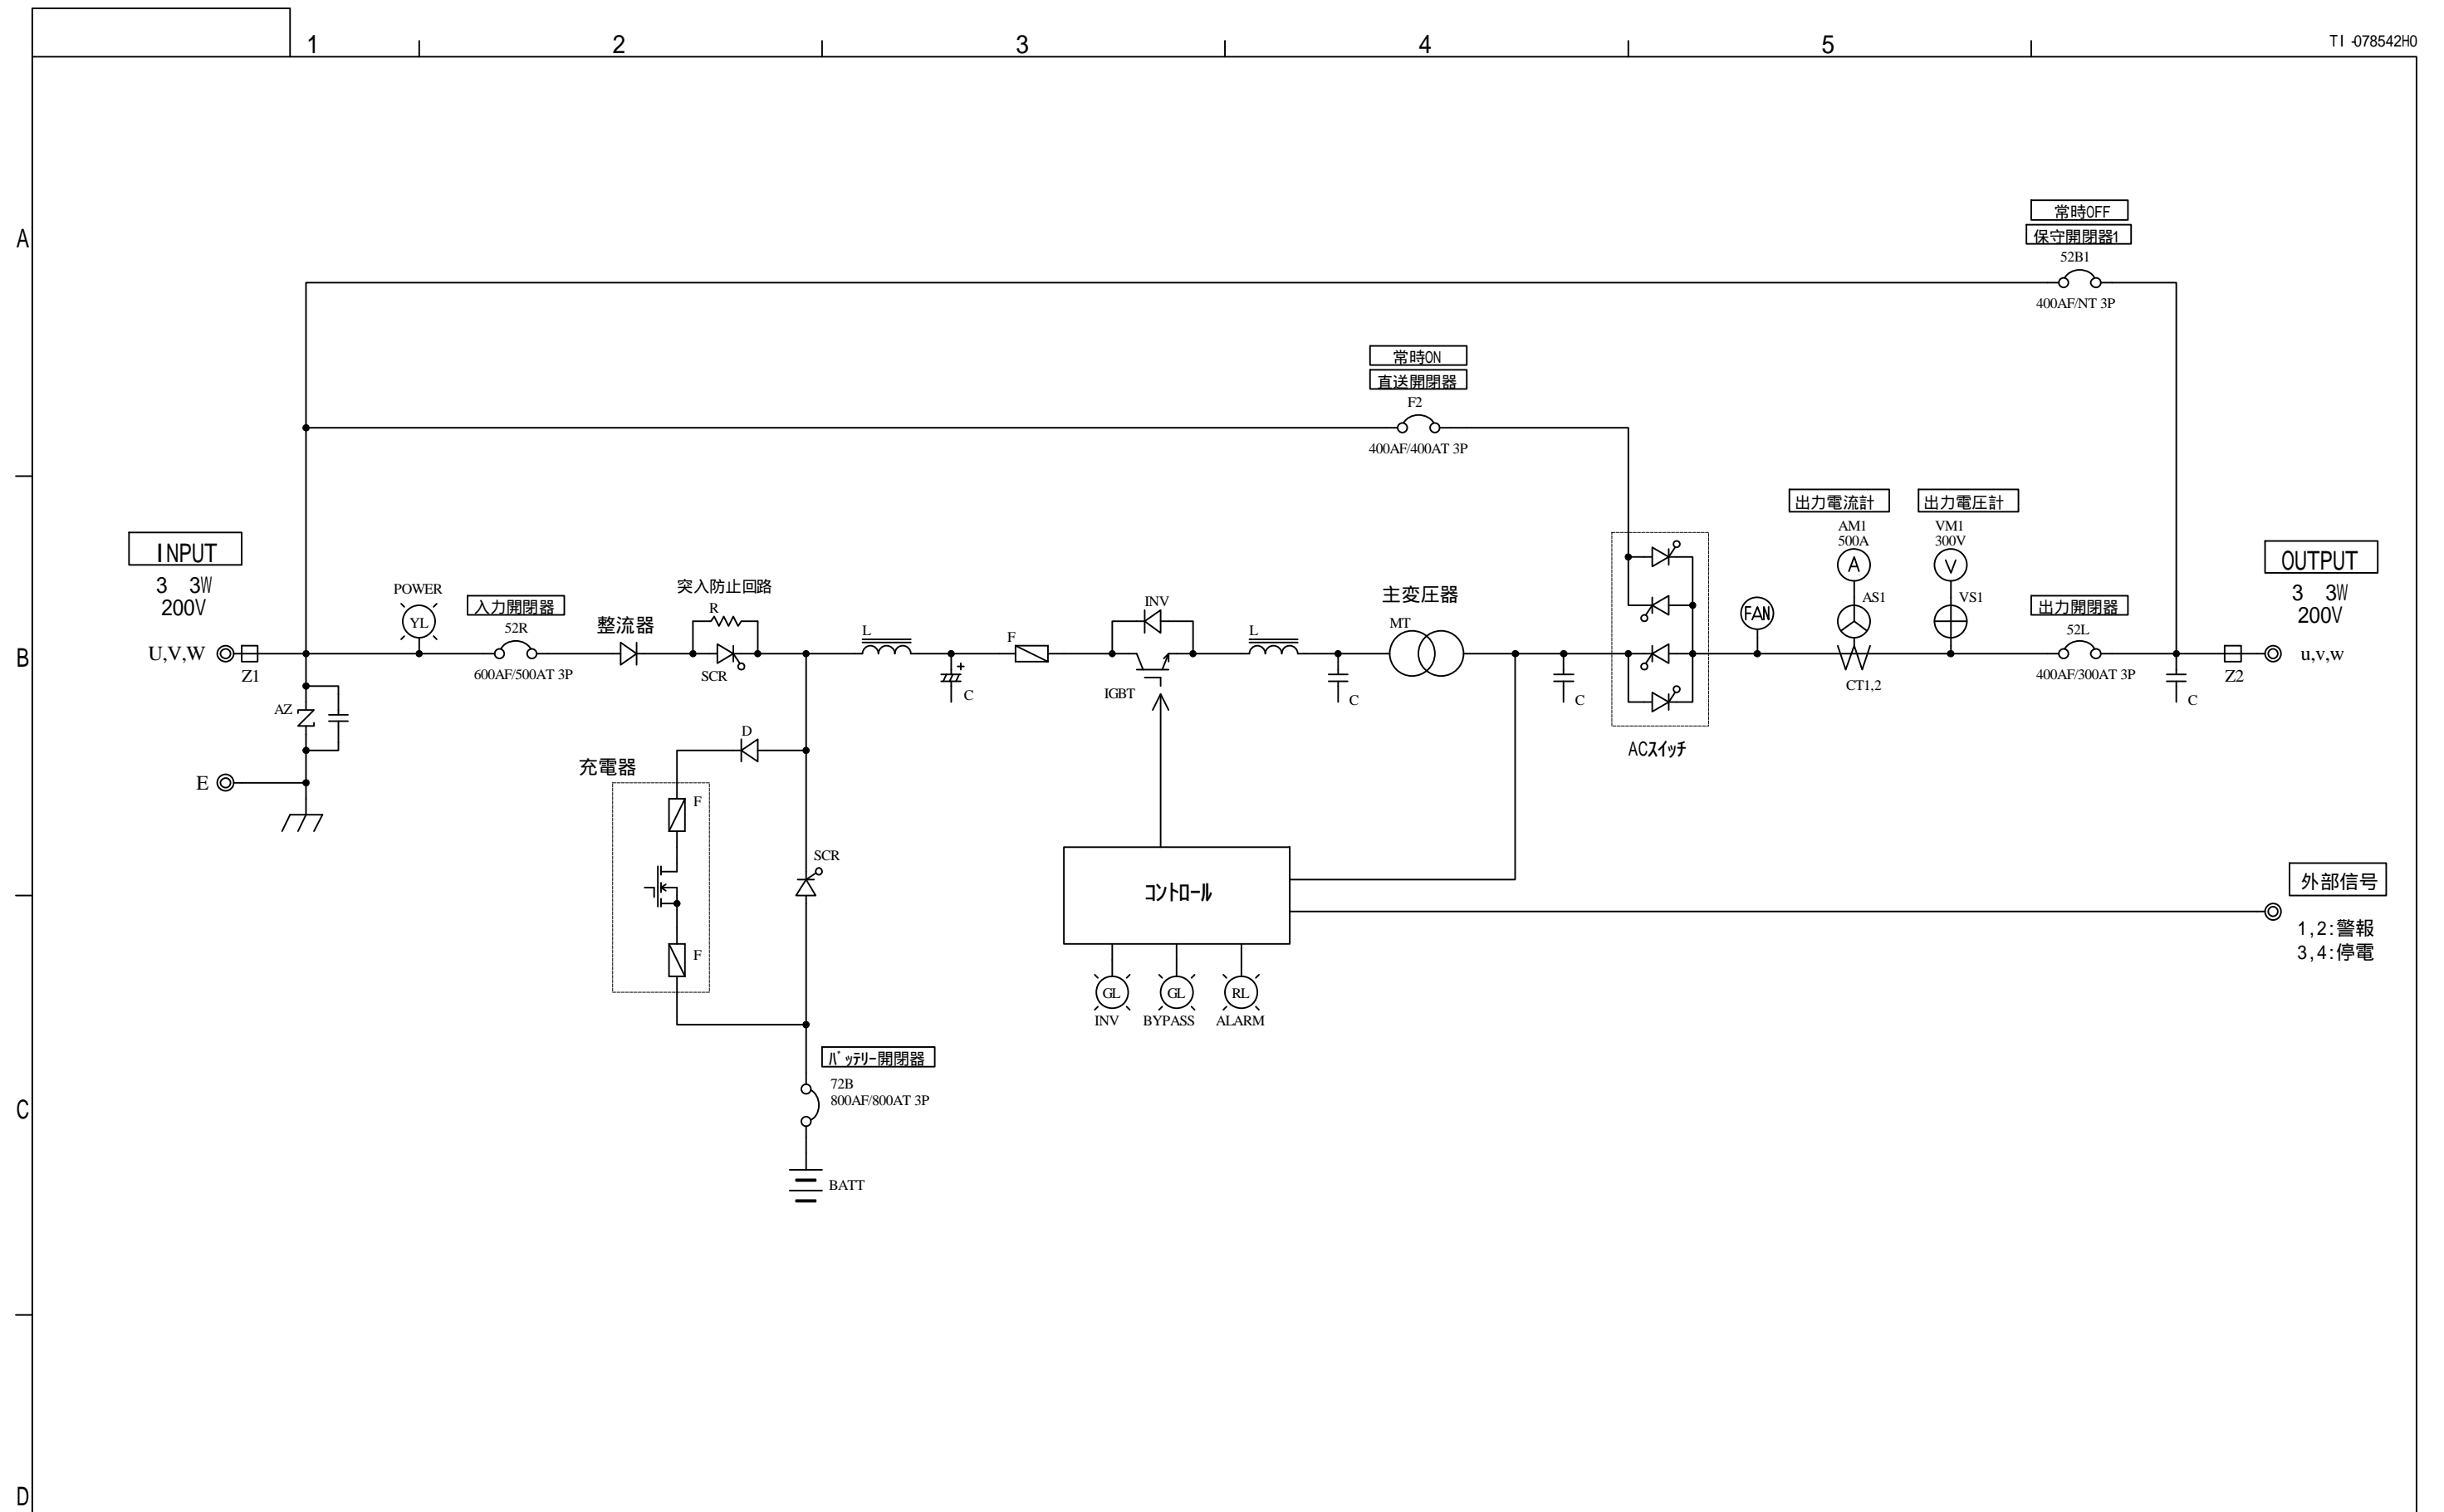 1
2
3
4
5
TI-078542H0
A
常時OFF
保守開閉器1
52B1
400AF/NT 3P
常時ON
直送開閉器
F2
400AF/400AT 3P
出力電流計
AM1
500A
A
AS1
出力電圧計
VM1
300V
V
VS1
INPUT
3 3W
200V
OUTPUT
3 3W
200V
POWER
YL
入力開閉器
52R
600AF/500AT 3P
整流器
突入防止回路
R
SCR
L
C
F
INV
IGBT
L
C
主変圧器
MT
C
FAN
CT1,2
出力開閉器
52L
400AF/300AT 3P
C
B
U,V,W
Z1
Z2
u,v,w
AZ
E
ACスイッチ
D
充電器
F
F
SCR
コントロール
外部信号
1,2:警報
3,4:停電
GL
GL
RL
INV
BYPASS
ALARM
バッテリー開閉器
72B
800AF/800AT 3P
C
BATT
D